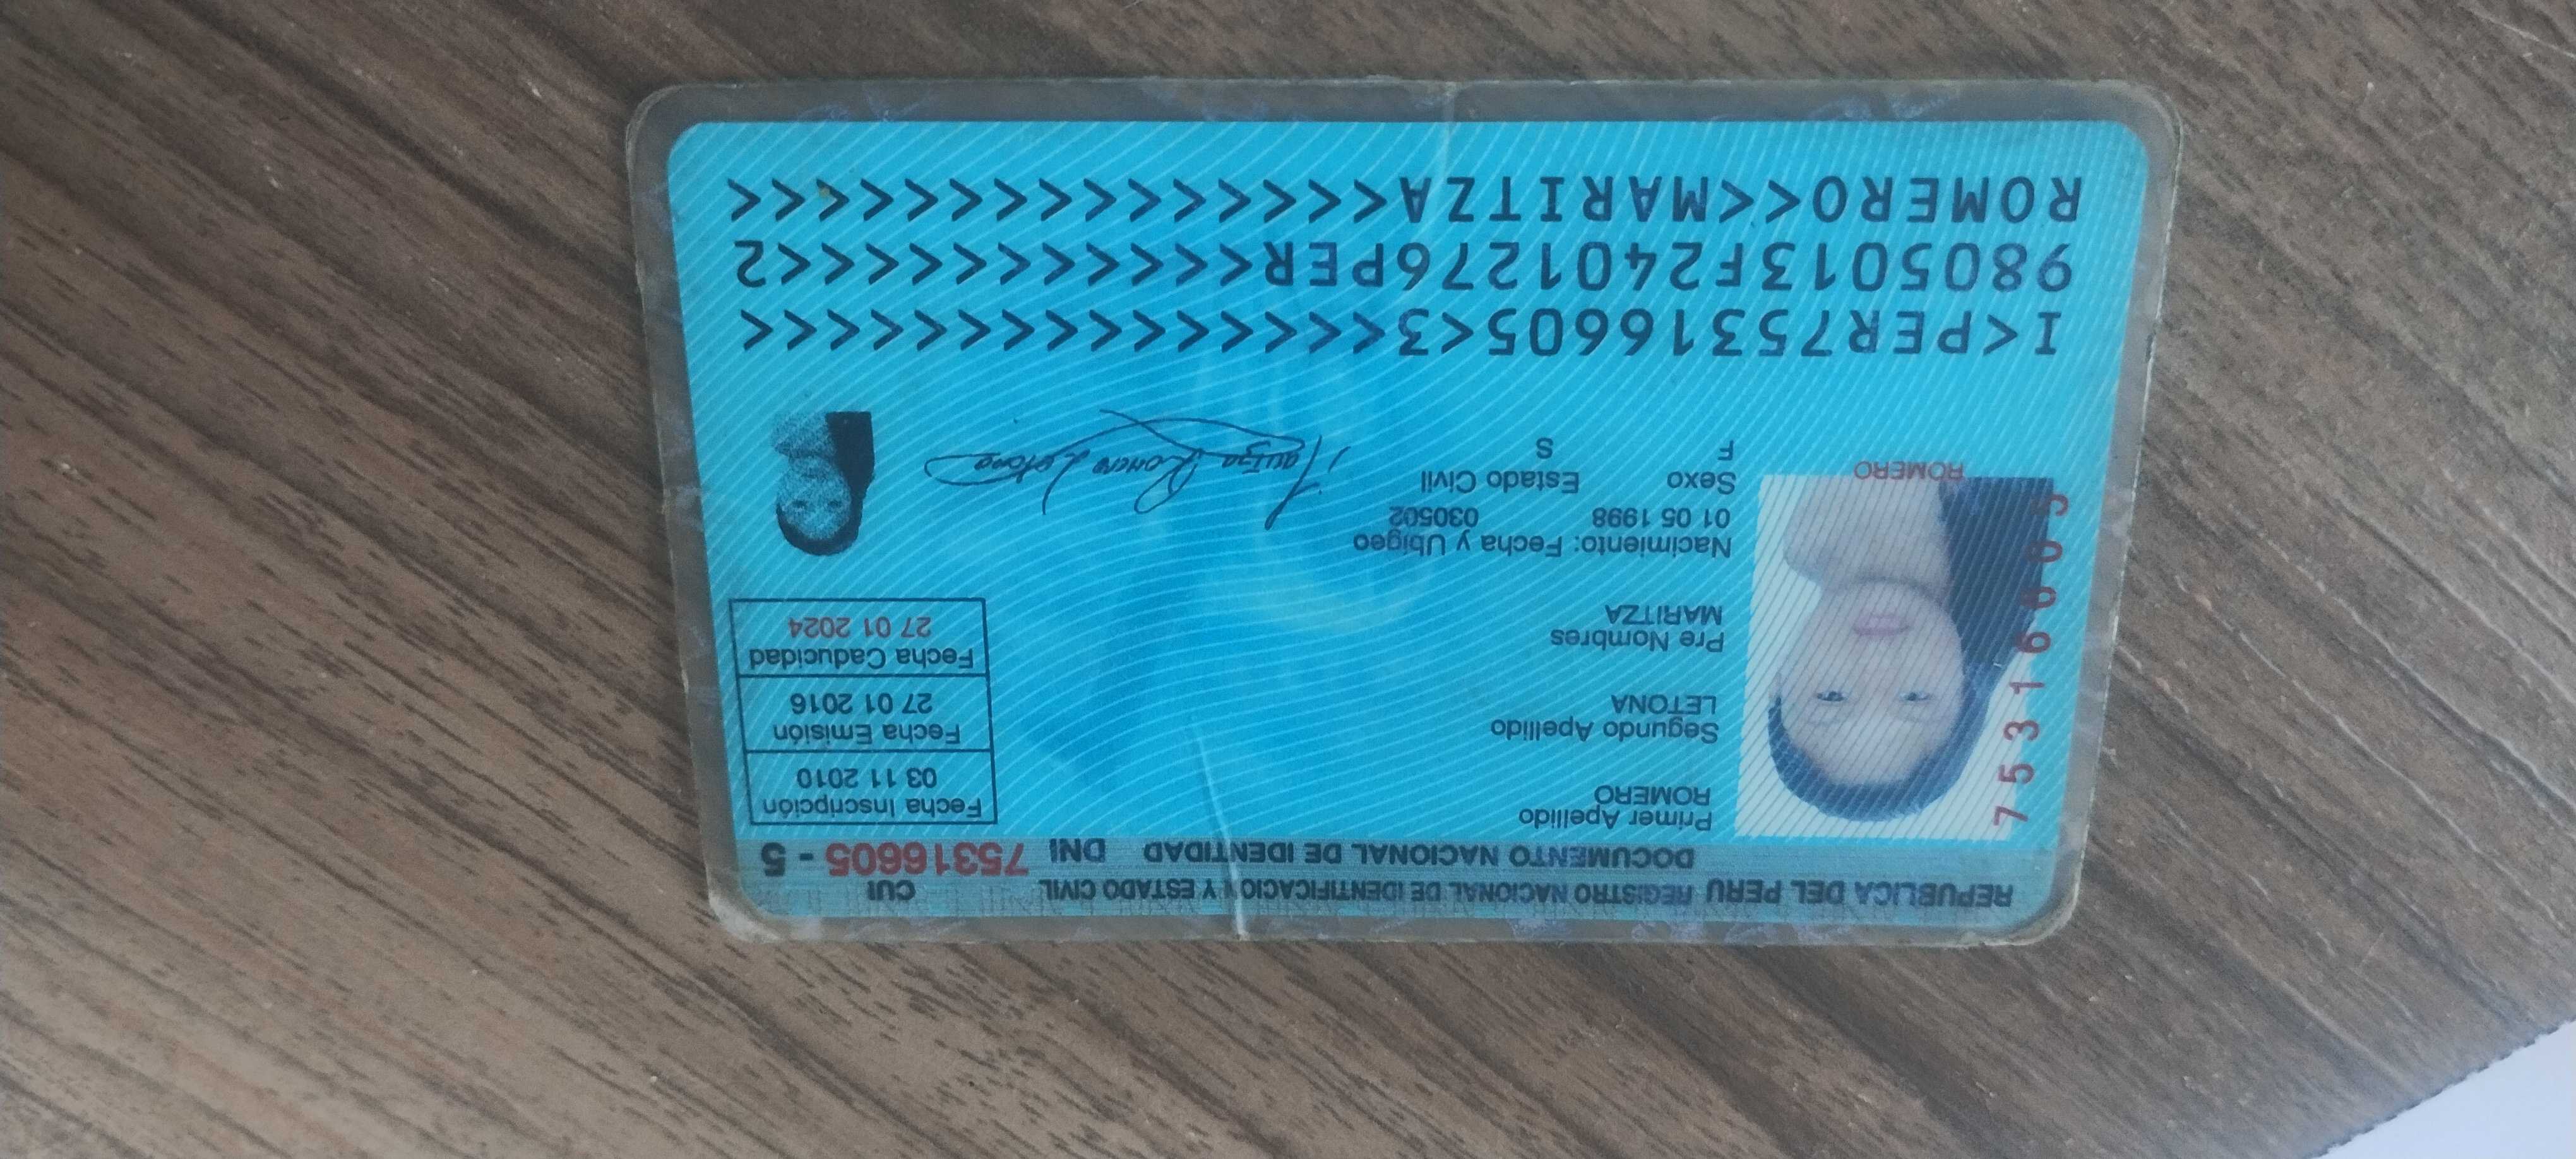 REPUBLICA DEL PERU REGISTRO NACIONAL DE IDENTIFICACION Y ESTADO CIVIL CUI
DOCUMENTO NACIONAL DE IDENTIDAD DNI 75316605 - 5
Primer Apellido
ROMERO
Segundo Apellido
LETONA
Pre Nombres
MARITZA
Nacimiento: Fecha y Ubigeo
01 05 1998 030502
Sexo Estado Civil
F S
Fecha Inscripción
03 11 2010
Fecha Emisión
27 01 2016
Fecha Caducidad
27 01 2024
75316605
ROMERO
Maritza Romero Letona
I<PER75316605<3<<<<<<<<<<<<<<<
9805013F2401276PER<<<<<<<<<<<2
ROMERO<<MARITZA<<<<<<<<<<<<<<<